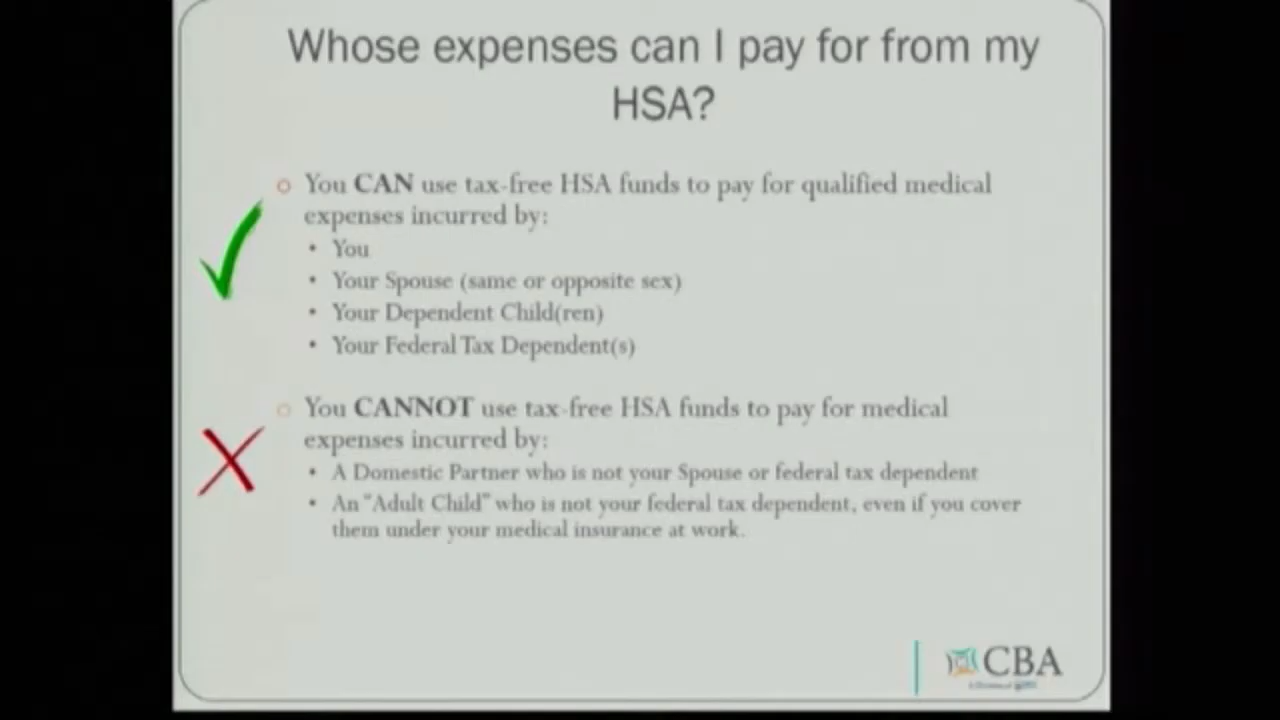 Whose expenses can I pay for from my
HSA?
You CAN use tax-free HSA funds to pay for qualified medical
expenses incurred by:
• You
• Your Spouse (same or opposite sex)
• Your Dependent Child(ren)
• Your Federal Tax Dependent(s)
You CANNOT use tax-free HSA funds to pay for medical
expenses incurred by:
• A Domestic Partner who is not your Spouse or federal tax dependent
• An "Adult Child" who is not your federal tax dependent, even if you cover
them under your medical insurance at work.
CBA